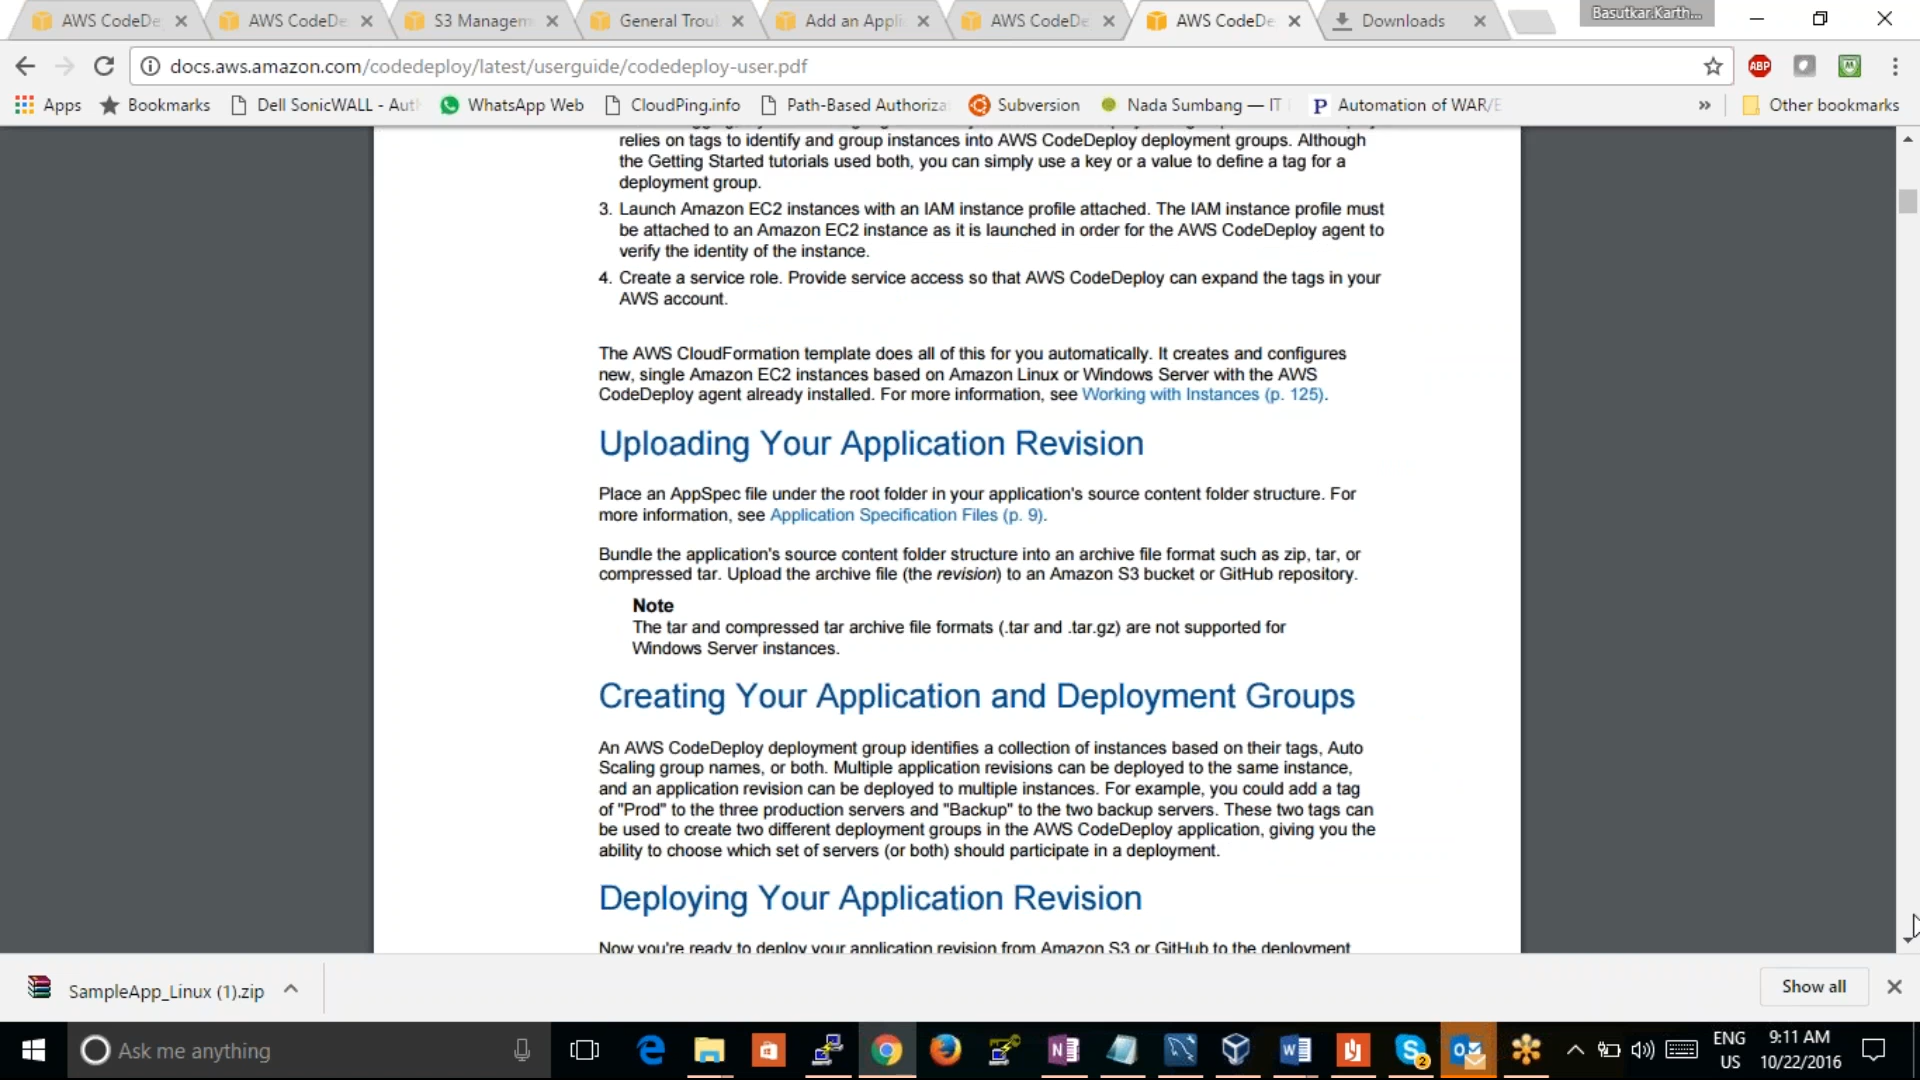 AWS CodeDe
AWS CodeDe
S3 Managem
General Trou
Add an Appli
AWS CodeDe
AWS CodeDe
Downloads
Basutkar.Karth...
docs.aws.amazon.com/codedeploy/latest/userguide/codedeploy-user.pdf
ABP
Apps
Bookmarks
Dell SonicWALL - Auth
WhatsApp Web
CloudPing.info
Path-Based Authoriza
Subversion
Nada Sumbang — IT
Automation of WAR/E
»
Other bookmarks
relies on tags to identify and group instances into AWS CodeDeploy deployment groups. Although
the Getting Started tutorials used both, you can simply use a key or a value to define a tag for a
deployment group.
3. Launch Amazon EC2 instances with an IAM instance profile attached. The IAM instance profile must
be attached to an Amazon EC2 instance as it is launched in order for the AWS CodeDeploy agent to
verify the identity of the instance.
4. Create a service role. Provide service access so that AWS CodeDeploy can expand the tags in your
AWS account.
The AWS CloudFormation template does all of this for you automatically. It creates and configures
new, single Amazon EC2 instances based on Amazon Linux or Windows Server with the AWS
CodeDeploy agent already installed. For more information, see Working with Instances (p. 125).
Uploading Your Application Revision
Place an AppSpec file under the root folder in your application's source content folder structure. For
more information, see Application Specification Files (p. 9).
Bundle the application's source content folder structure into an archive file format such as zip, tar, or
compressed tar. Upload the archive file (the revision) to an Amazon S3 bucket or GitHub repository.
Note
The tar and compressed tar archive file formats (.tar and .tar.gz) are not supported for
Windows Server instances.
Creating Your Application and Deployment Groups
An AWS CodeDeploy deployment group identifies a collection of instances based on their tags, Auto
Scaling group names, or both. Multiple application revisions can be deployed to the same instance,
and an application revision can be deployed to multiple instances. For example, you could add a tag
of "Prod" to the three production servers and "Backup" to the two backup servers. These two tags can
be used to create two different deployment groups in the AWS CodeDeploy application, giving you the
ability to choose which set of servers (or both) should participate in a deployment.
Deploying Your Application Revision
Now you're ready to deploy your application revision from Amazon S3 or GitHub to the deployment
SampleApp_Linux (1).zip
Show all
Ask me anything
2
ENG
US
9:11 AM
10/22/2016